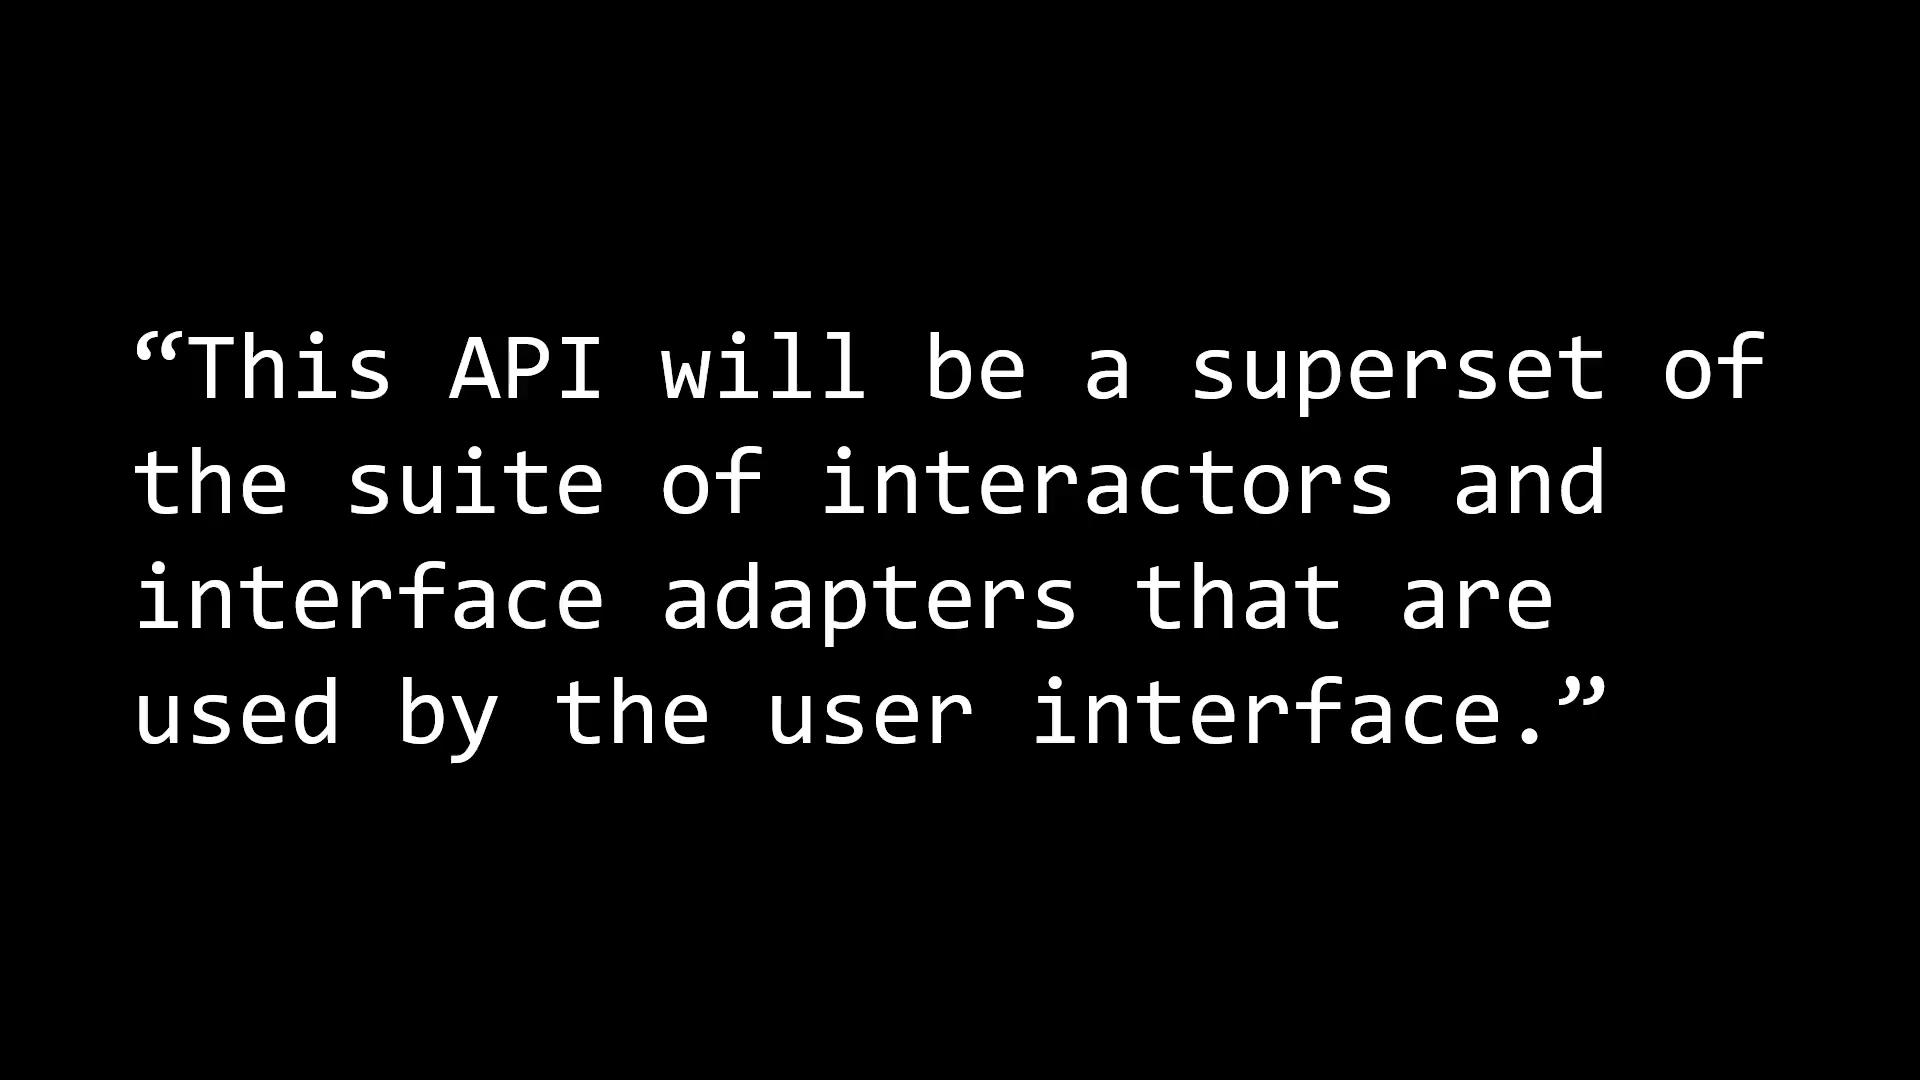 “This API will be a superset of
the suite of interactors and
interface adapters that are
used by the user interface.”